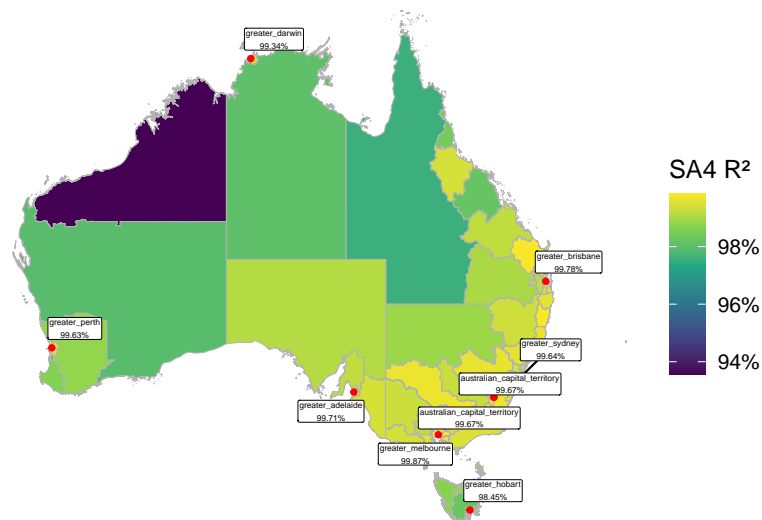 greater_darwin
99.34%
SA4 R²
98%
96%
94%
greater_brisbane
99.78%
greater_perth
99.63%
greater_sydney
99.64%
australian_capital_territory
99.67%
greater_adelaide
99.71%
australian_capital_territory
99.67%
greater_melbourne
99.87%
greater_hobart
98.45%